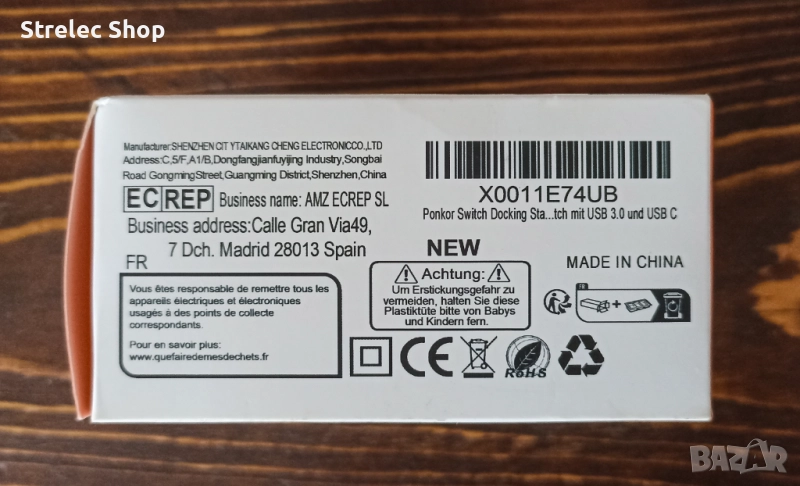 Strelec Shop
Manufacturer:SHENZHEN CIT YTAIKANG CHENG ELECTRONICCO.,LTD
Address:C,5/F,A1/B,Dongfangjianfuyijing Industry,Songbai
Road GongmingStreet,Guangming District,Shenzhen,China
EC REP Business name: AMZ ECREP SL
Business address:Calle Gran Via49,
7 Dch. Madrid 28013 Spain
X0011E74UB
Ponkor Switch Docking Sta...tch mit USB 3.0 und USB C
NEW
MADE IN CHINA
FR
Vous êtes responsable de remettre tous les
appareils électriques et électroniques
usagés à des points de collecte
correspondants.
Pour en savoir plus:
www.quefairedemesdechets.fr
Achtung:
Um Erstickungsgefahr zu
vermeiden, halten Sie diese
Plastiktüte bitte von Babys
und Kindern fern.
FR
+ +
CE
RoHS
BAZAR